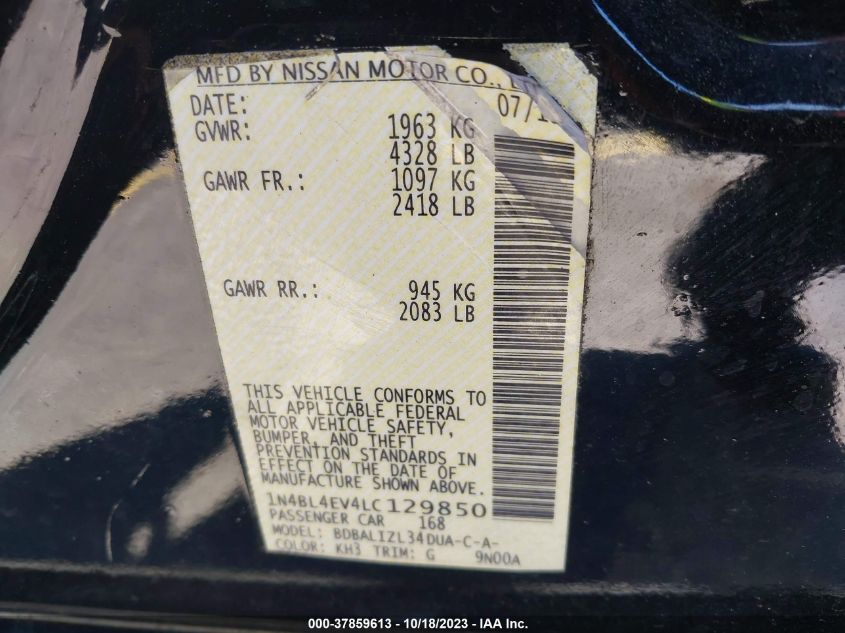 MFD BY NISSAN MOTOR CO.,
DATE:
GVWR: 1963 KG
4328 LB
GAWR FR.: 1097 KG
2418 LB
GAWR RR.: 945 KG
2083 LB
THIS VEHICLE CONFORMS TO
ALL APPLICABLE FEDERAL
MOTOR VEHICLE SAFETY,
BUMPER, AND THEFT
PREVENTION STANDARDS IN
EFFECT ON THE DATE OF
MANUFACTURE SHOWN ABOVE.
1N4BL4EV4LC129850
PASSENGER CAR 168
MODEL: BDBALIZL34DUA-C-A-
COLOR: KH3 TRIM: G 9N00A
000-37859613 - 10/18/2023 - IAA Inc.